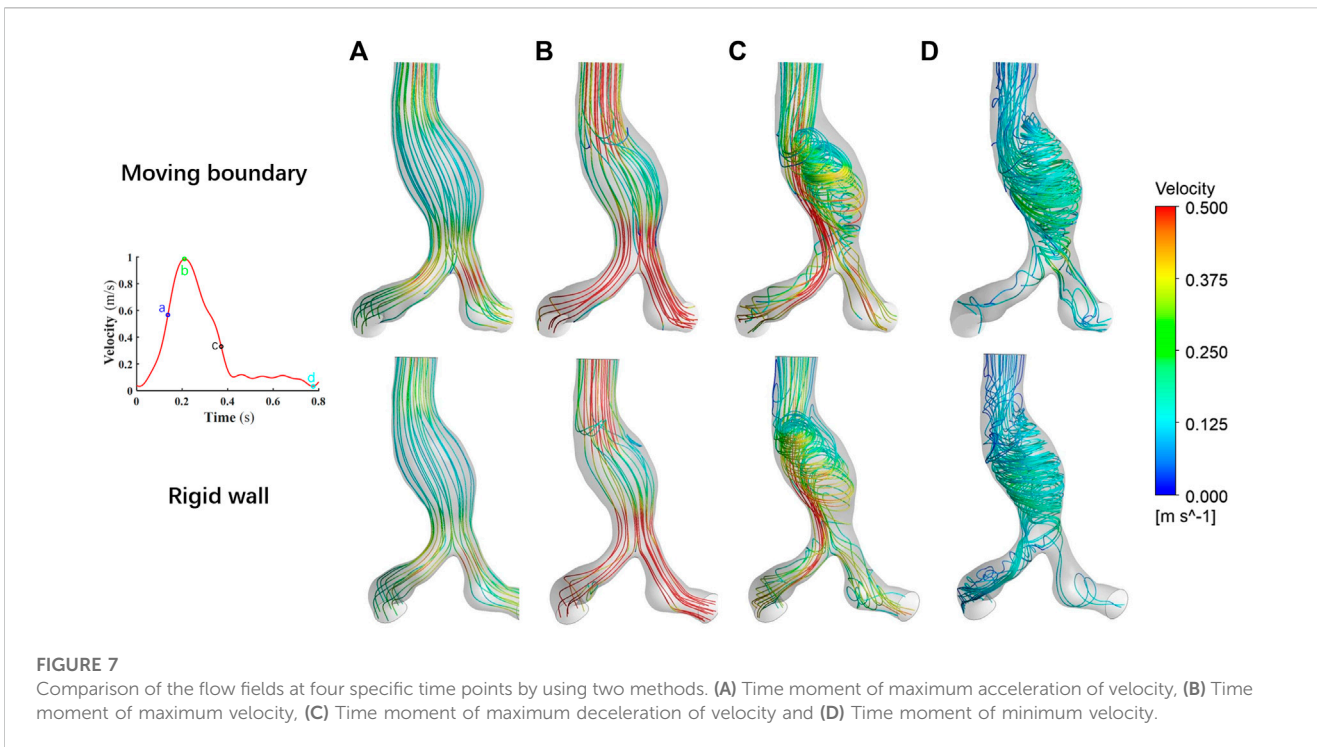 A
B
C
D
Moving boundary
Velocity (m/s)
1
0.8
0.6
0.4
0.2
0
a
b
c
d
0
0.2
0.4
0.6
0.8
Time (s)
Velocity
0.500
0.375
0.250
0.125
0.000
[m s^-1]
Rigid wall
FIGURE 7
Comparison of the flow fields at four specific time points by using two methods. (A) Time moment of maximum acceleration of velocity, (B) Time
moment of maximum velocity, (C) Time moment of maximum deceleration of velocity and (D) Time moment of minimum velocity.